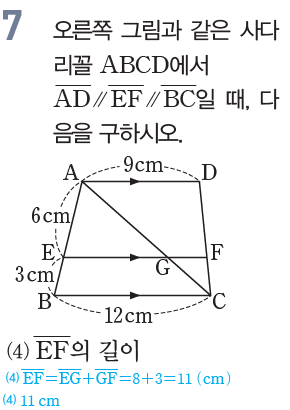 7 오른쪽 그림과 같은 사다
리꼴 ABCD에서
AD∥EF∥BC일 때, 다
음을 구하시오.
9cm
A D
6cm
E F
G
3cm
B C
12cm
(4) EF의 길이
(4) EF=EG+GF=8+3=11 (cm)
(4) 11 cm